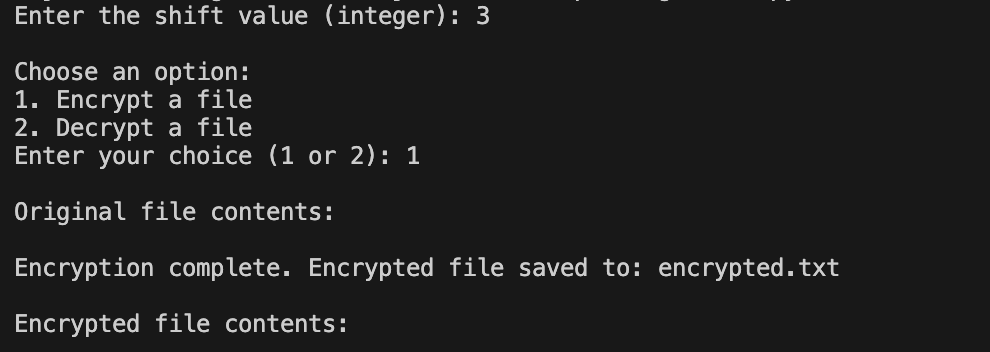 Enter the shift value (integer): 3
Choose an option:
1. Encrypt a file
2. Decrypt a file
Enter your choice (1 or 2): 1
Original file contents:
Encryption complete. Encrypted file saved to: encrypted.txt
Encrypted file contents: